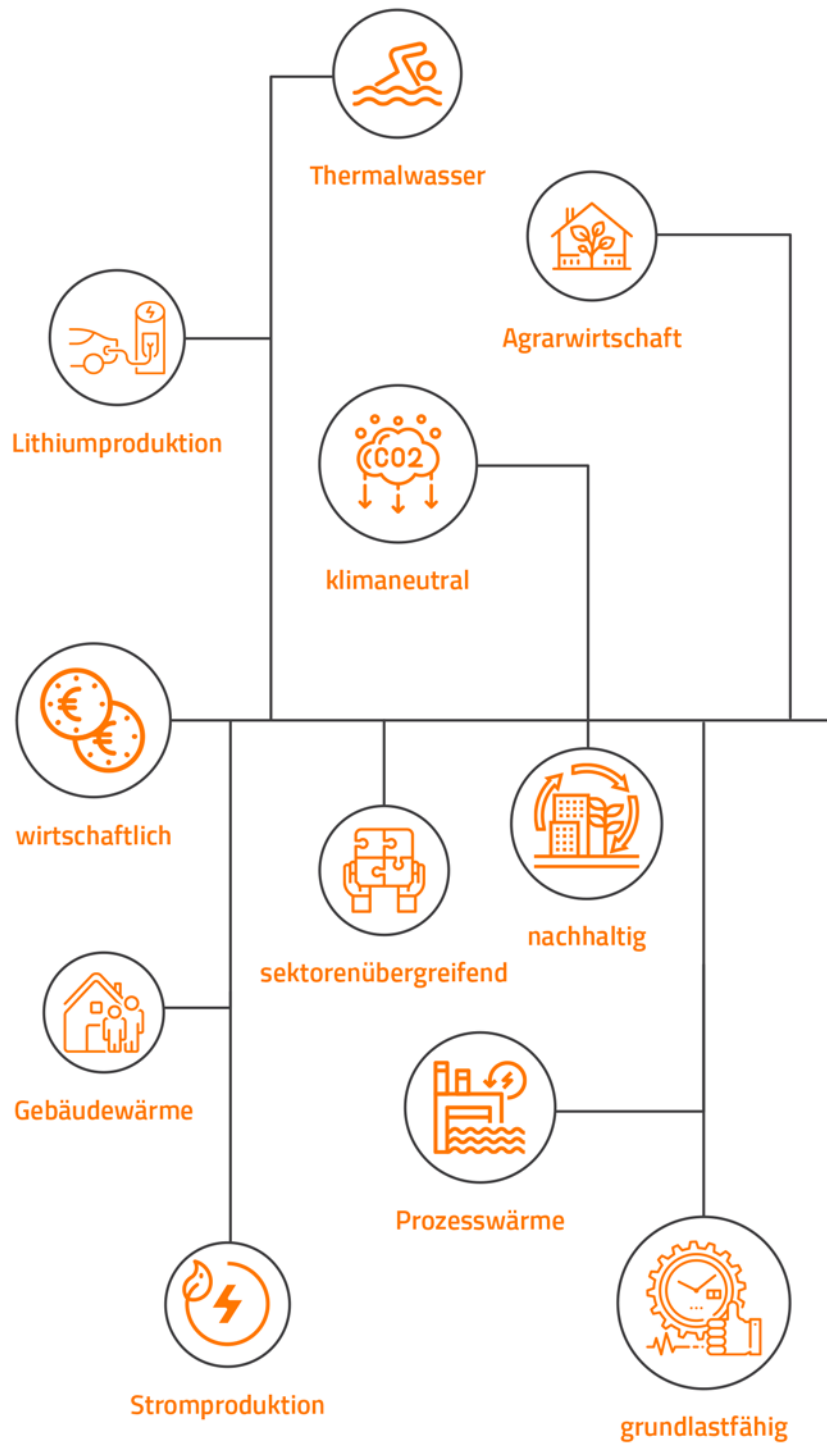 Thermalwasser
Agrarwirtschaft
Lithiumproduktion
CO2
klimaneutral
€
€
wirtschaftlich
nachhaltig
sektorenübergreifend
Gebäudewärme
Prozesswärme
Stromproduktion
grundlastfähig